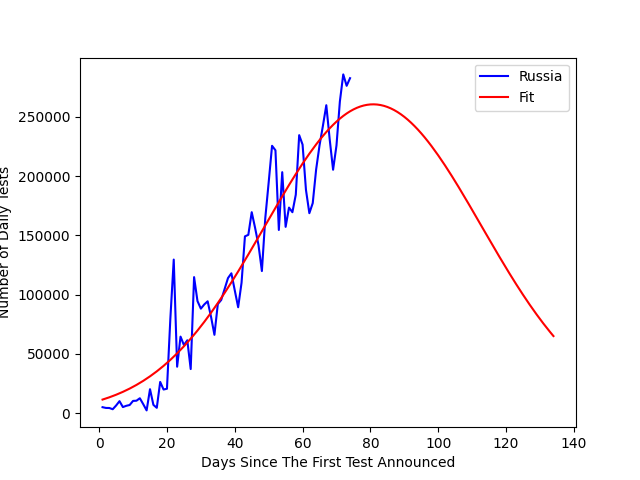 Russia
Fit
Number of Daily Tests
250000
200000
150000
100000
50000
0
0 20 40 60 80 100 120 140
Days Since The First Test Announced